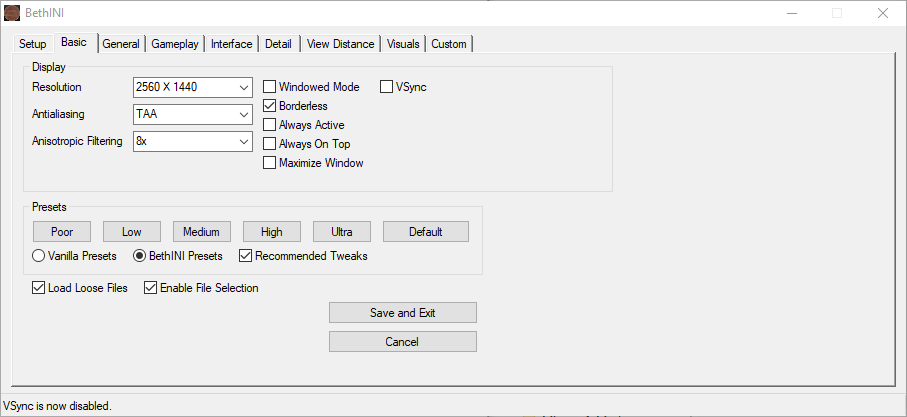 BethINI
Setup Basic General Gameplay Interface Detail View Distance Visuals Custom
Display
Resolution 2560 X 1440 Windowed Mode VSync
Borderless
Antialiasing TAA
Always Active
Anisotropic Filtering 8x Always On Top
Maximize Window
Presets
Poor Low Medium High Ultra Default
Vanilla Presets BethINI Presets Recommended Tweaks
Load Loose Files Enable File Selection
Save and Exit
Cancel
VSync is now disabled.